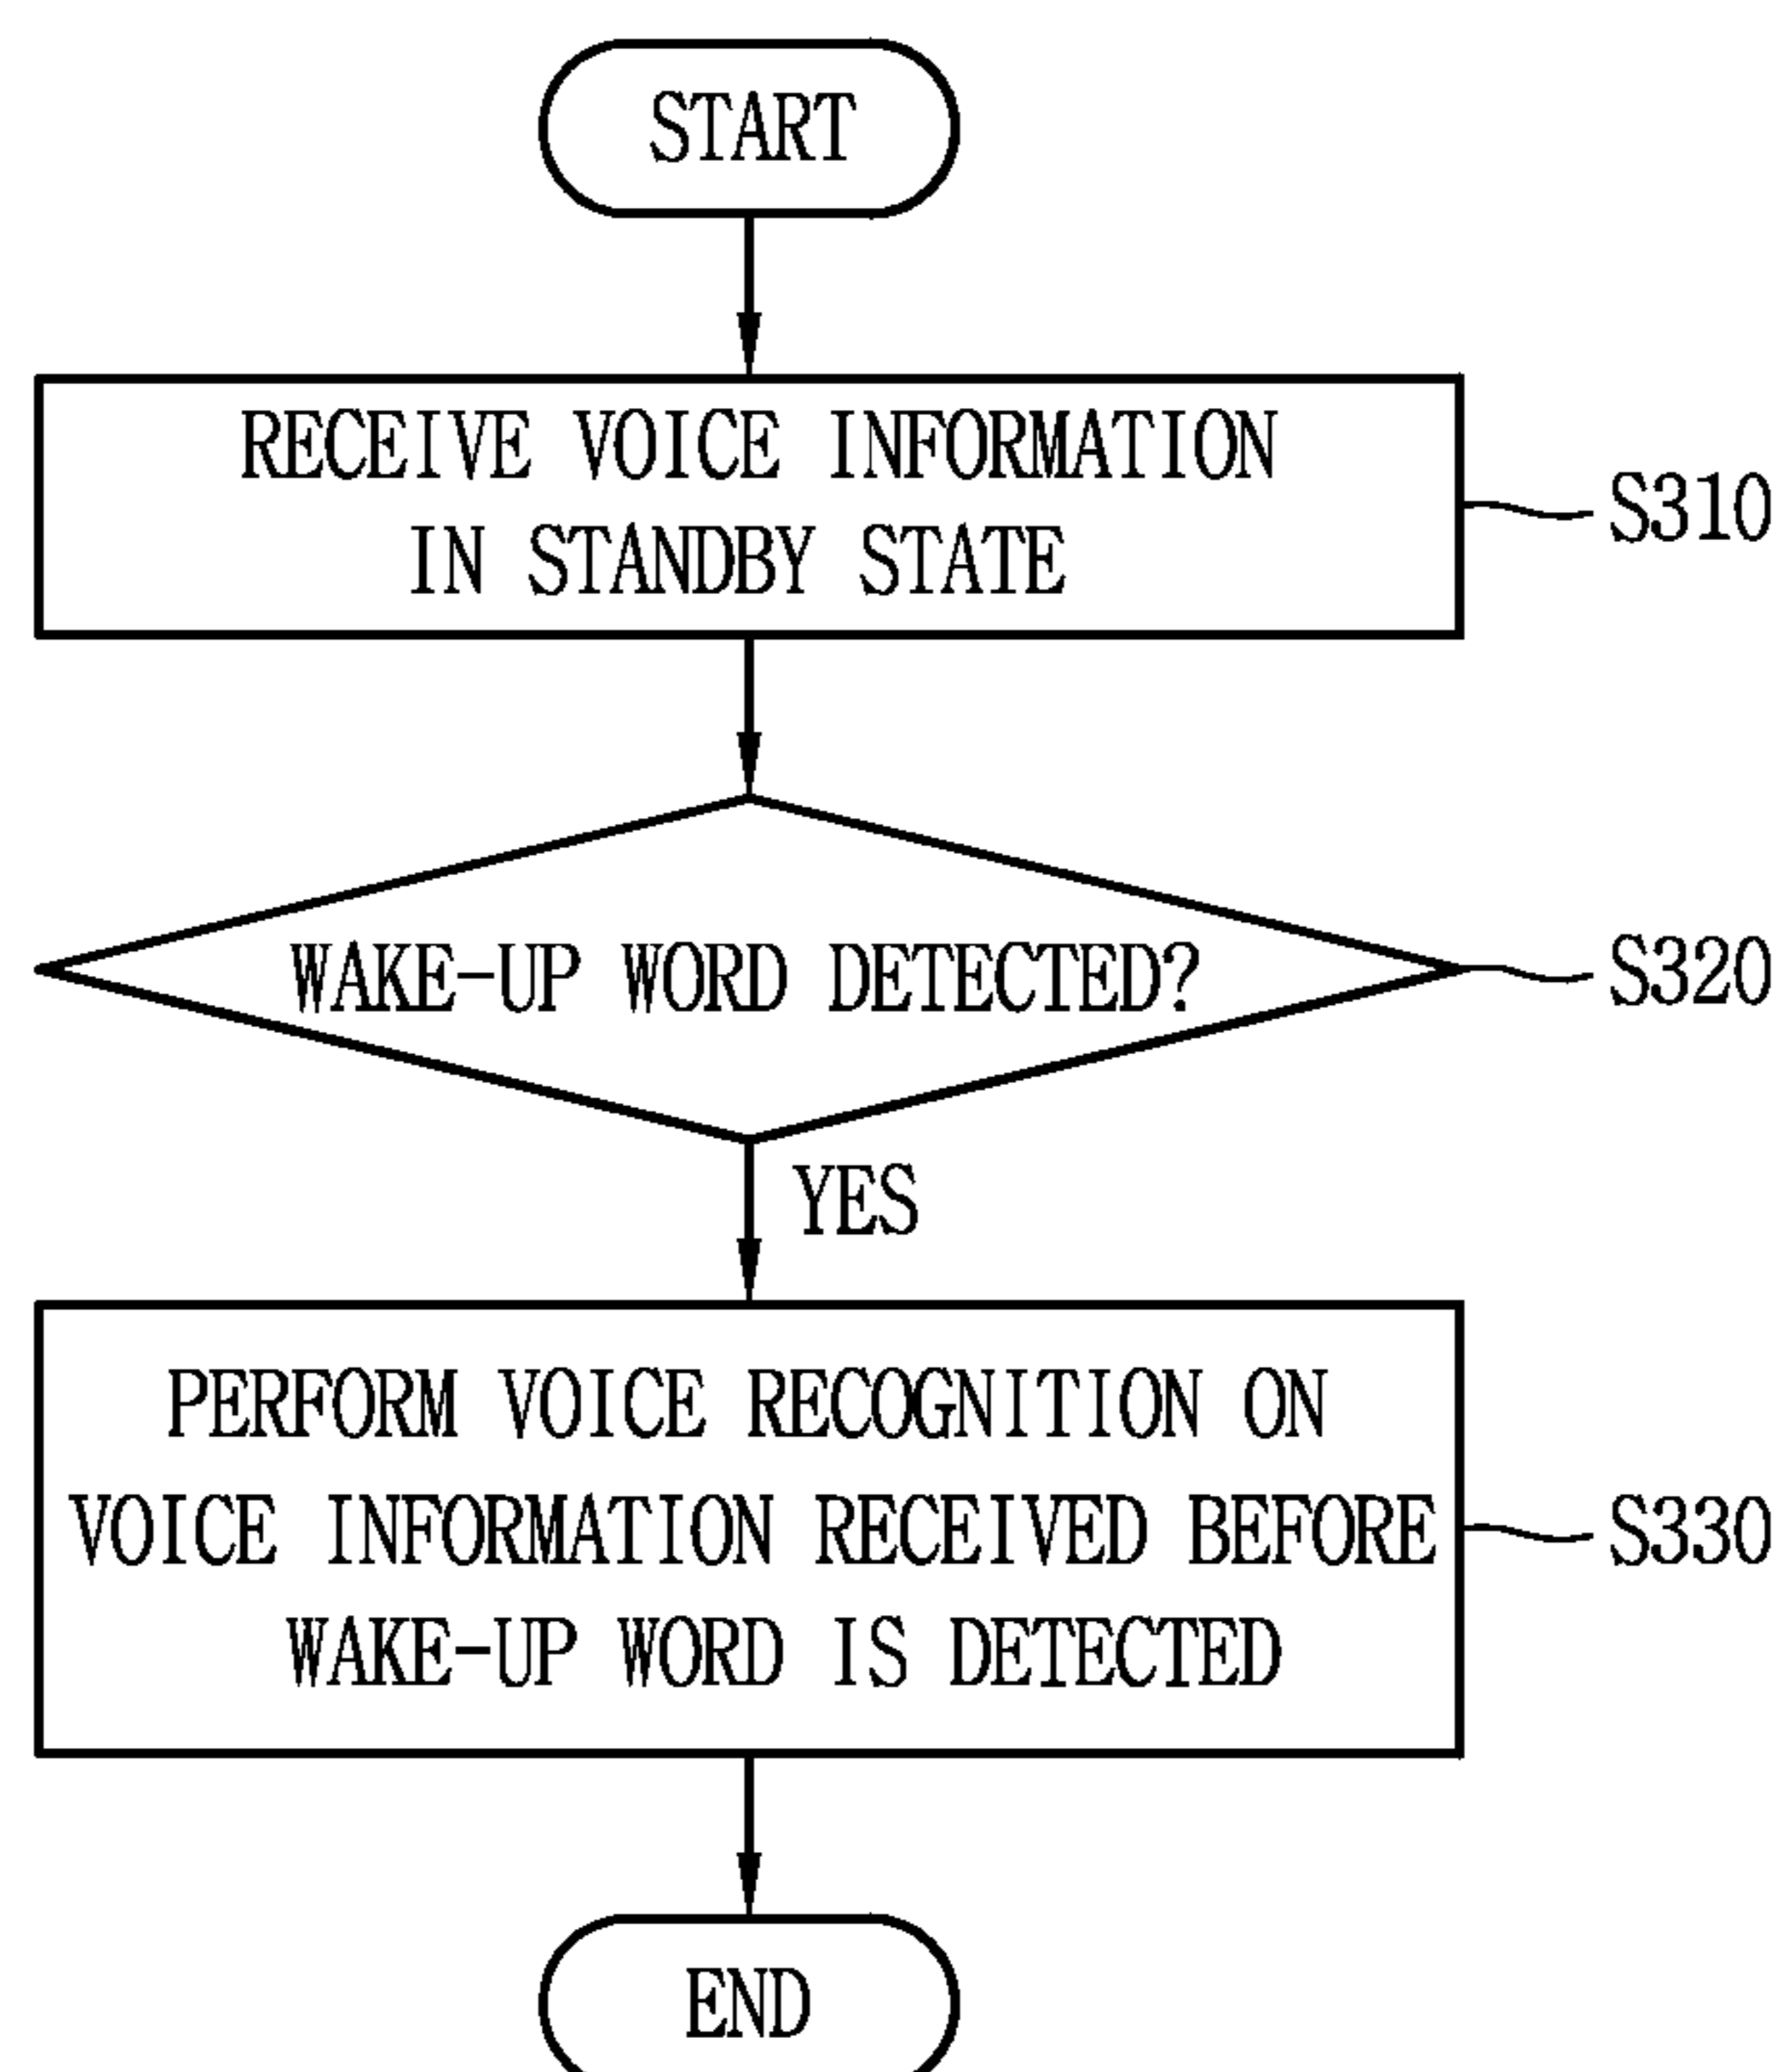 START
RECEIVE VOICE INFORMATION
IN STANDBY STATE
S310
WAKE-UP WORD DETECTED?
S320
YES
PERFORM VOICE RECOGNITION ON
VOICE INFORMATION RECEIVED BEFORE
WAKE-UP WORD IS DETECTED
S330
END